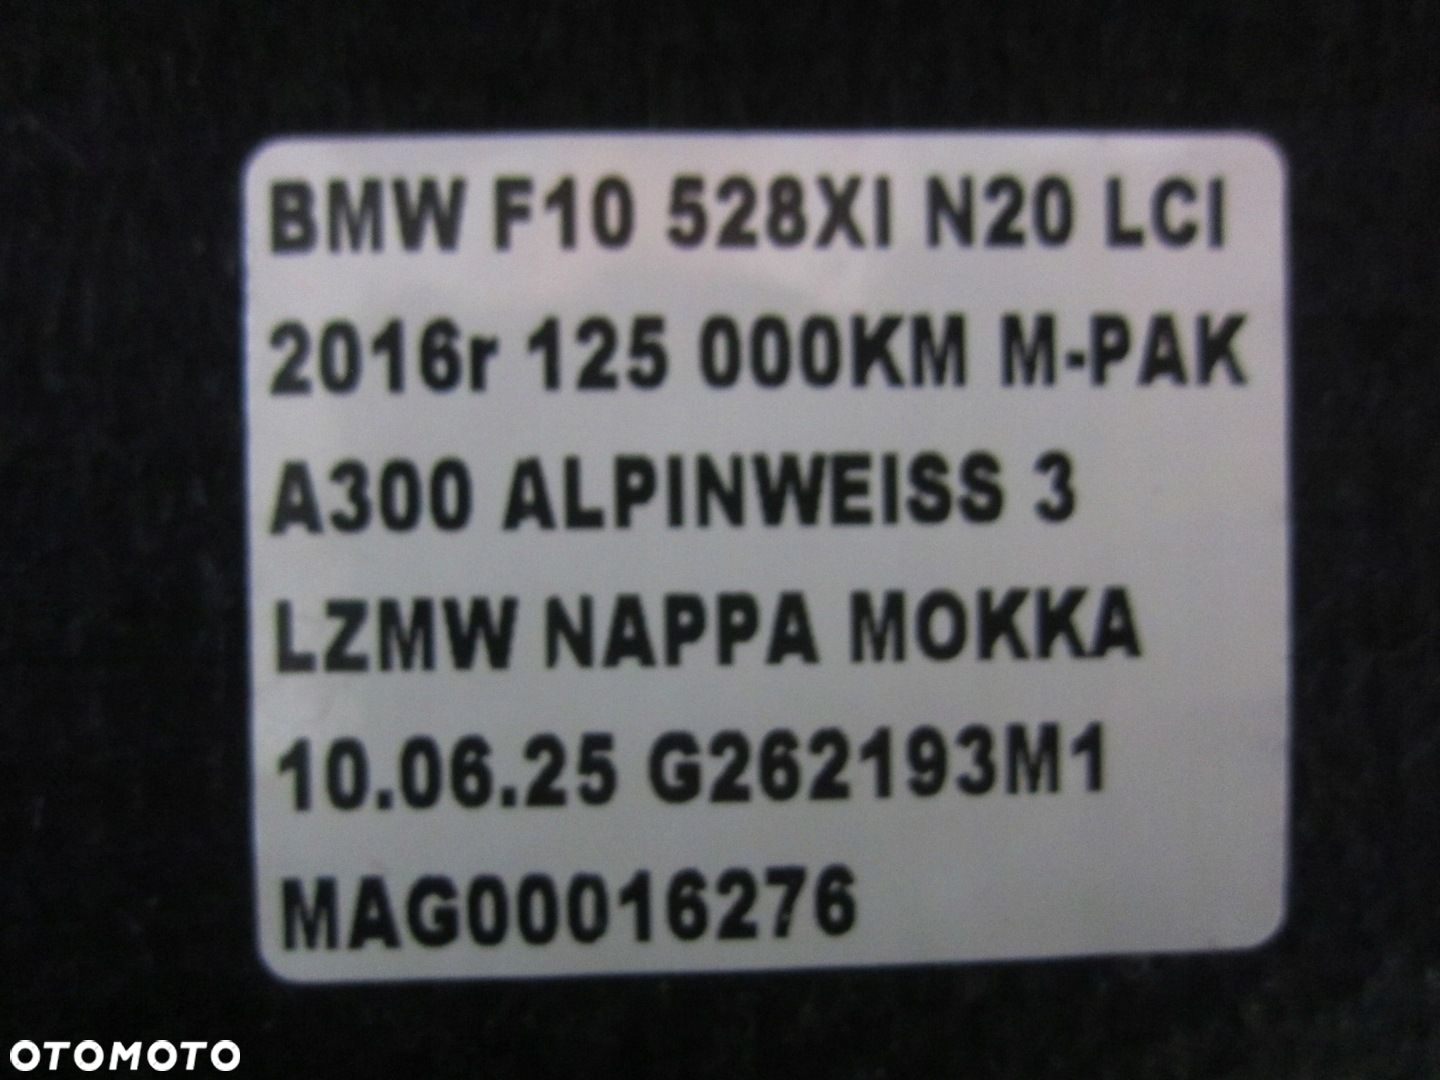 BMW F10 528XI N20 LCI
2016r 125 000KM M-PAK
A300 ALPINWEISS 3
LZMW NAPPA MOKKA
10.06.25 G262193M1
MAG00016276
OTOMOTO